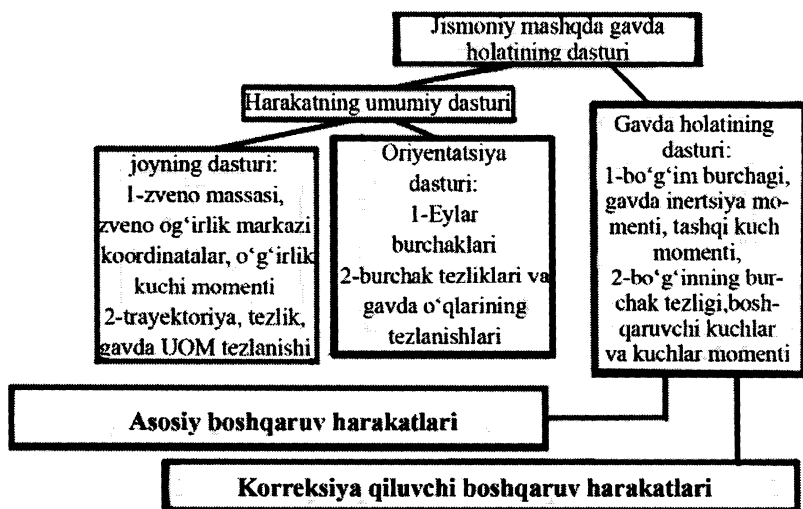 Jismoniy mashqda gavda
holatining dasturi
Harakatning umumiy dasturi
joyning dasturi:
1-zveno massasi,
zveno og‘irlik markazi
koordinatalar, o‘g‘irlik
kuchi momenti
2-trayektoriya, tezlik,
gavda UOM tezlanishi
Oriyentatsiya
dasturi:
1-Eylar
burchaklari
2-burchak tezliklari va
gavda o‘qlarining
tezlanishlari
Gavda holatining
dasturi:
1-bo‘g‘im burchagi,
gavda inertsiya mo-
menti, tashqi kuch
momenti,
2-bo‘g‘inning bur-
chak tezligi,bosh-
qaruvchi kuchlar
va kuchlar momenti
Asosiy boshqaruv harakatlari
Korreksiya qiluvchi boshqaruv harakatlari